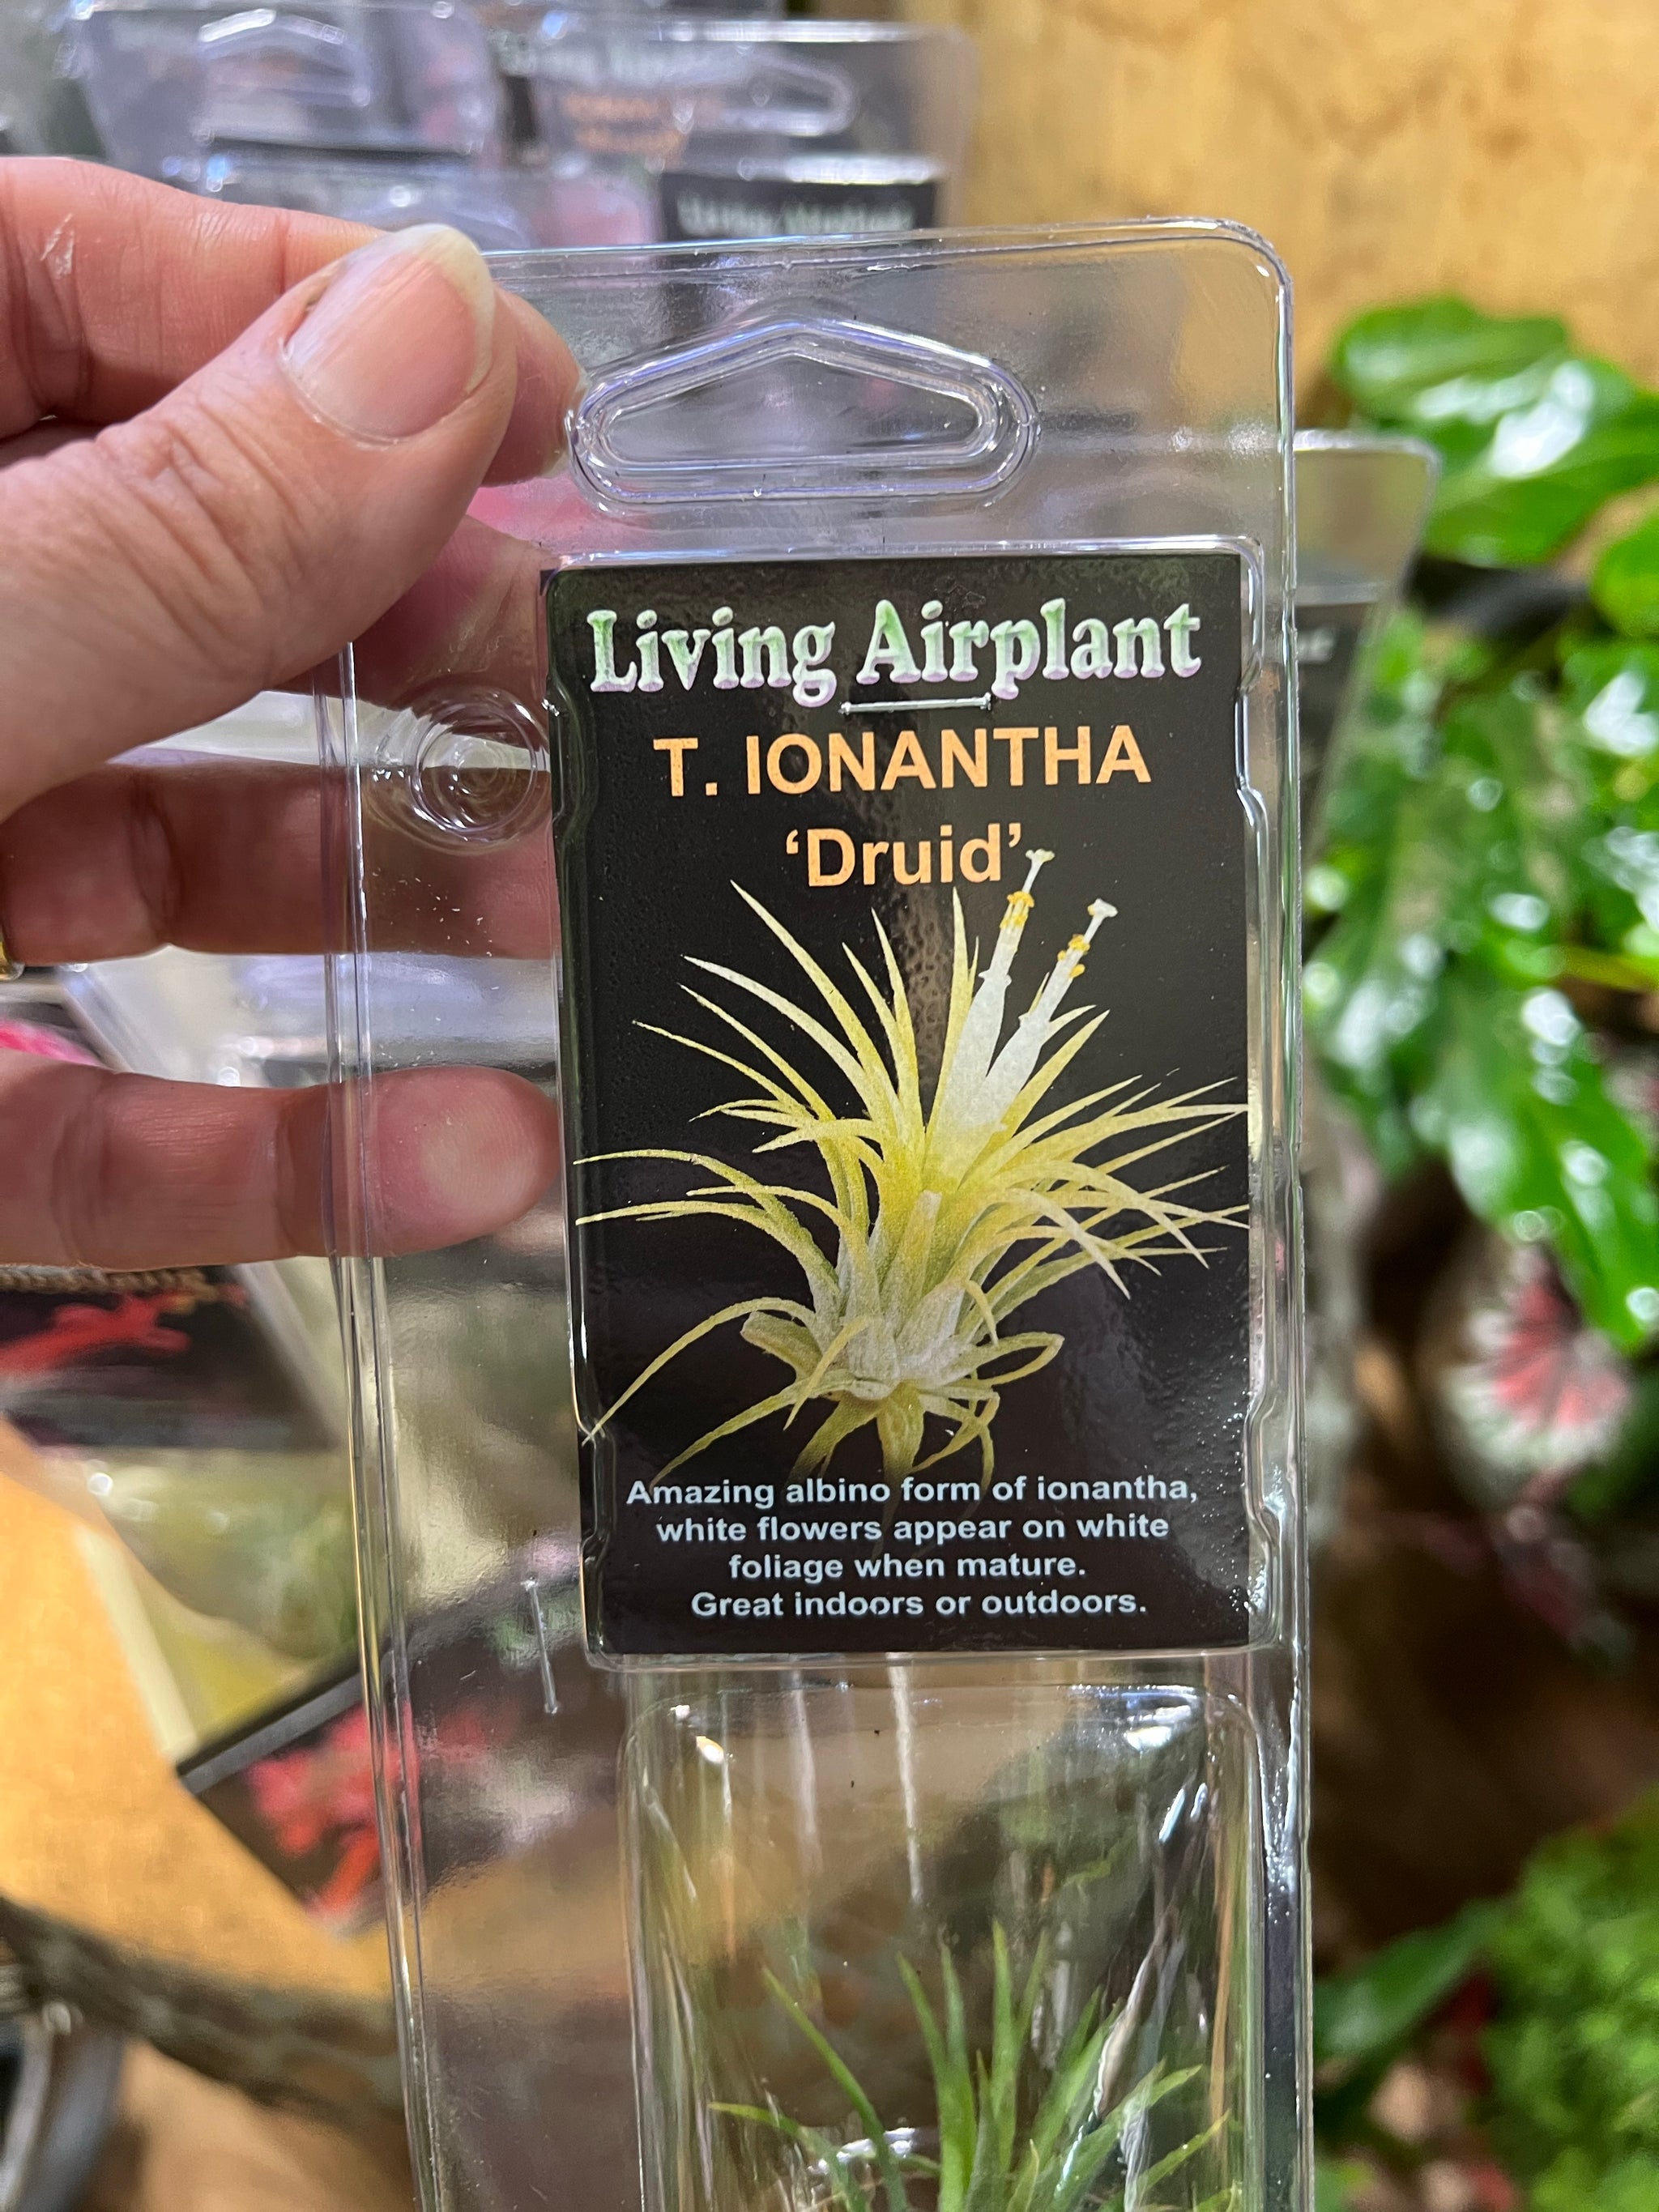 Living Airplant
T. IONANTHA
‘Druid’
Amazing albino form of ionantha,
white flowers appear on white
foliage when mature.
Great indoors or outdoors.